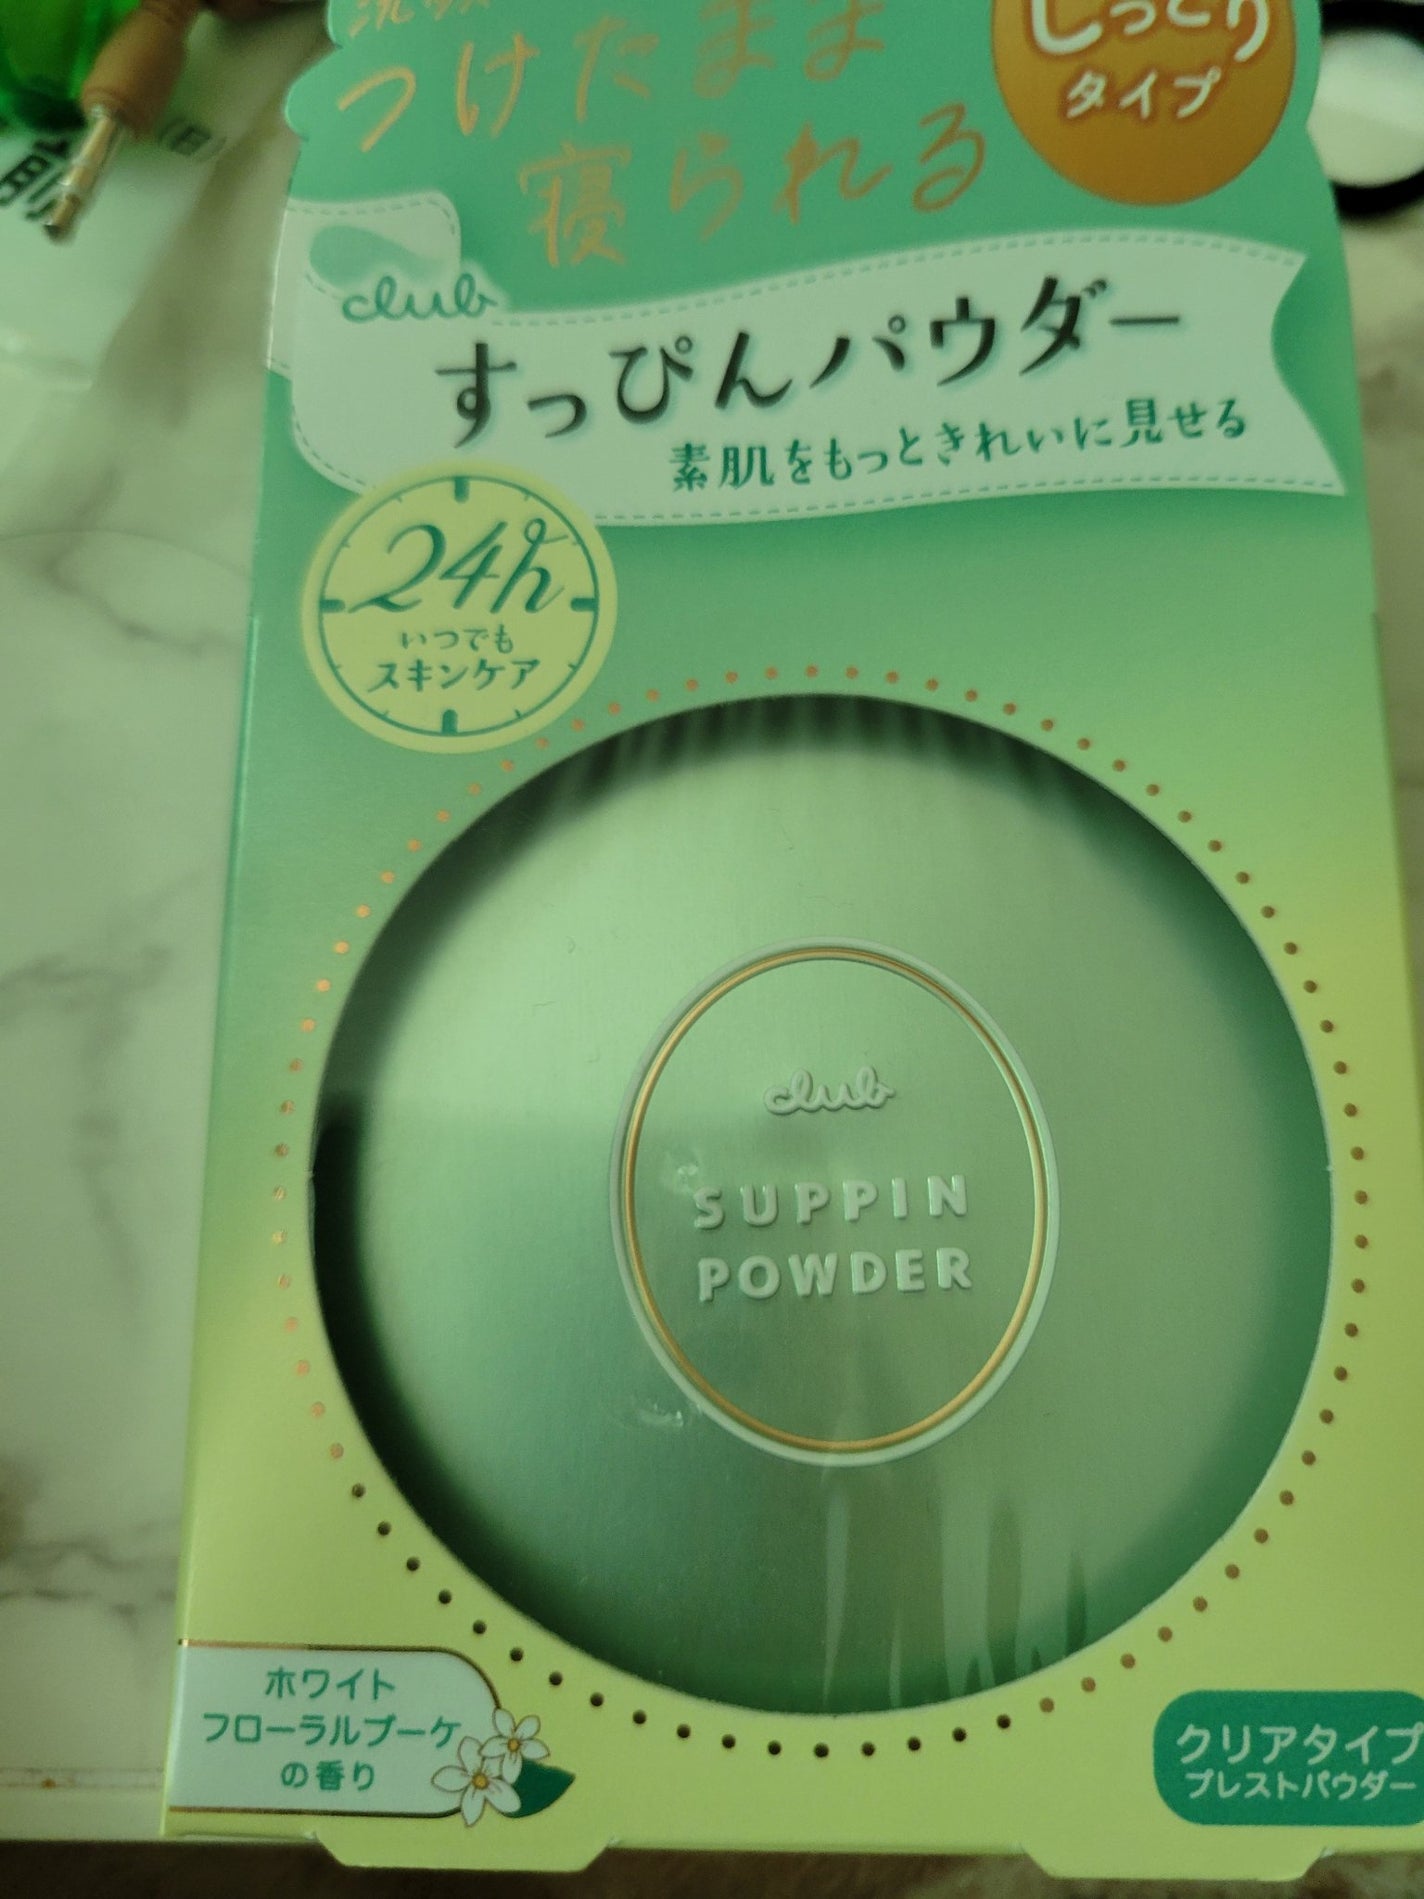 つけたまま
寝られる
しっとり
タイプ
club
すっぴんパウダー
素肌をもっときれいに見せる
24h
いつでも
スキンケア
club
SUPPIN
POWDER
ホワイト
フローラルブーケ
の香り
クリアタイプ
プレストパウダー